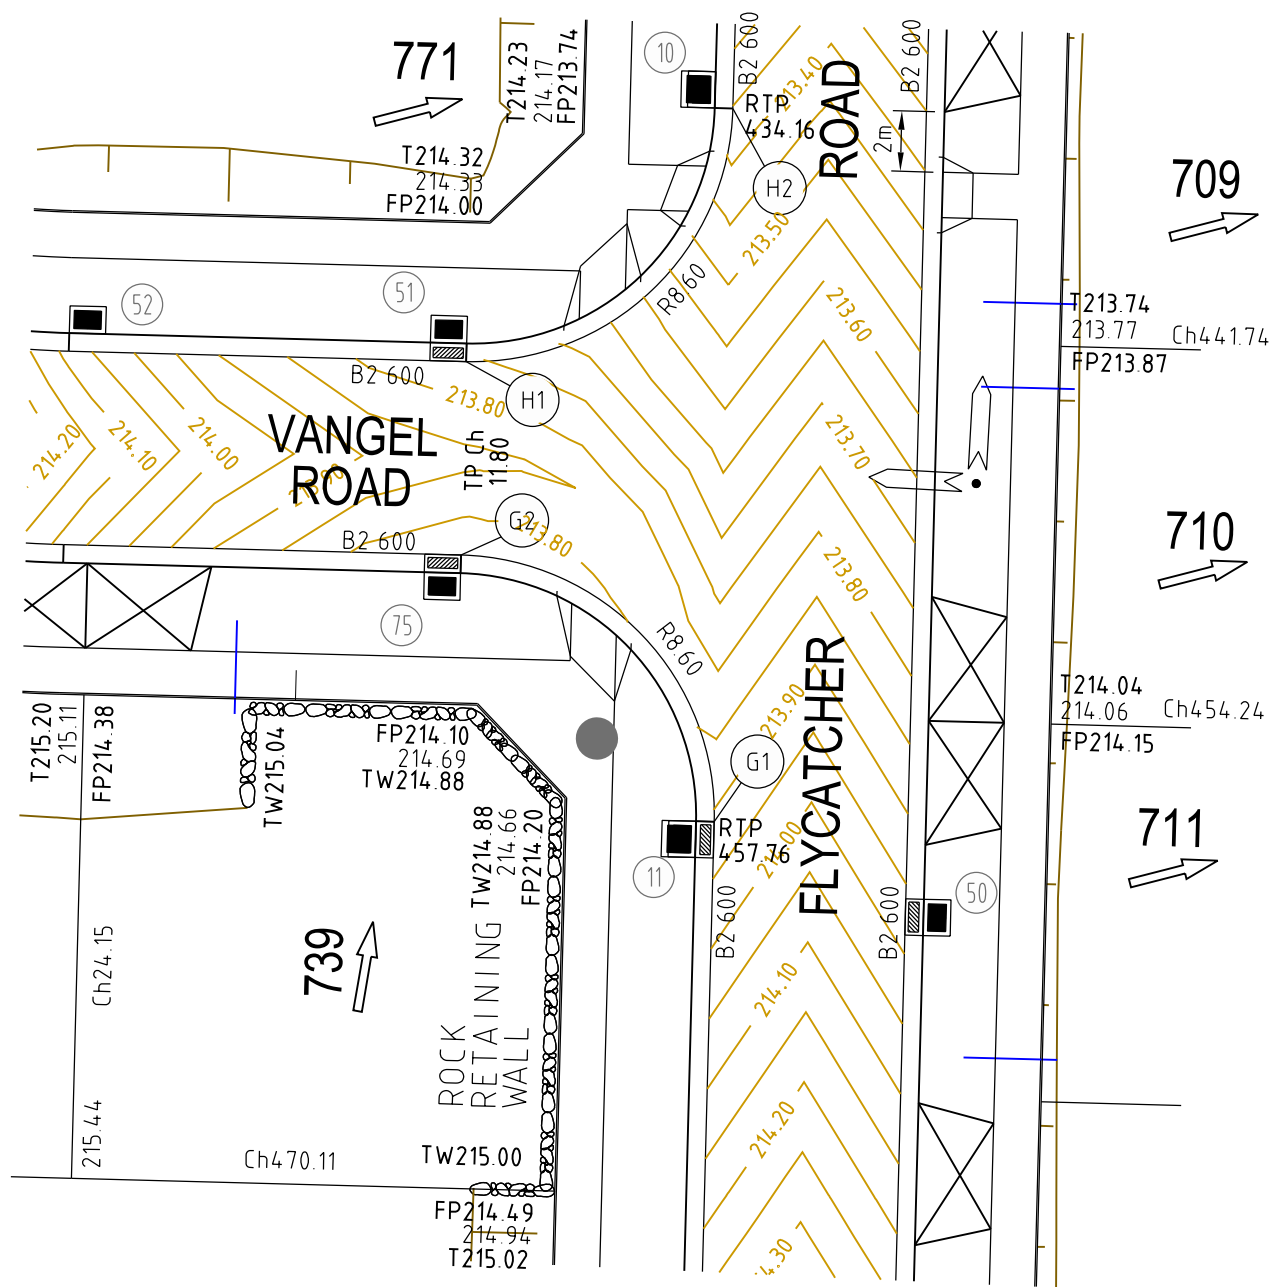 771
T214.23
214.17
FP213.74
10
B2 600
213.40
ROAD
B2 600
RTP
434.16
2m
H2
709
T214.32
214.33
FP214.00
213.50
52
51
R8.60
213.60
T213.74
213.77
Ch441.74
FP213.87
B2 600
213.80
H1
VANGEL
ROAD
214.20
214.10
214.00
213.90
TP Ch
11.80
213.70
G2
213.80
B2 600
710
213.80
75
R8.60
FLYCATCHER
T214.04
214.06
Ch454.24
FP214.15
T215.20
215.11
FP214.38
TW215.04
FP214.10
214.69
TW214.88
213.90
G1
TW214.88
214.66
FP214.20
RTP
457.76
214.00
711
11
50
B2 600
B2 600
739
Ch24.15
ROCK
RETAINING
WALL
214.10
215.44
Ch470.11
TW215.00
214.20
FP214.49
214.94
T215.02
4.30